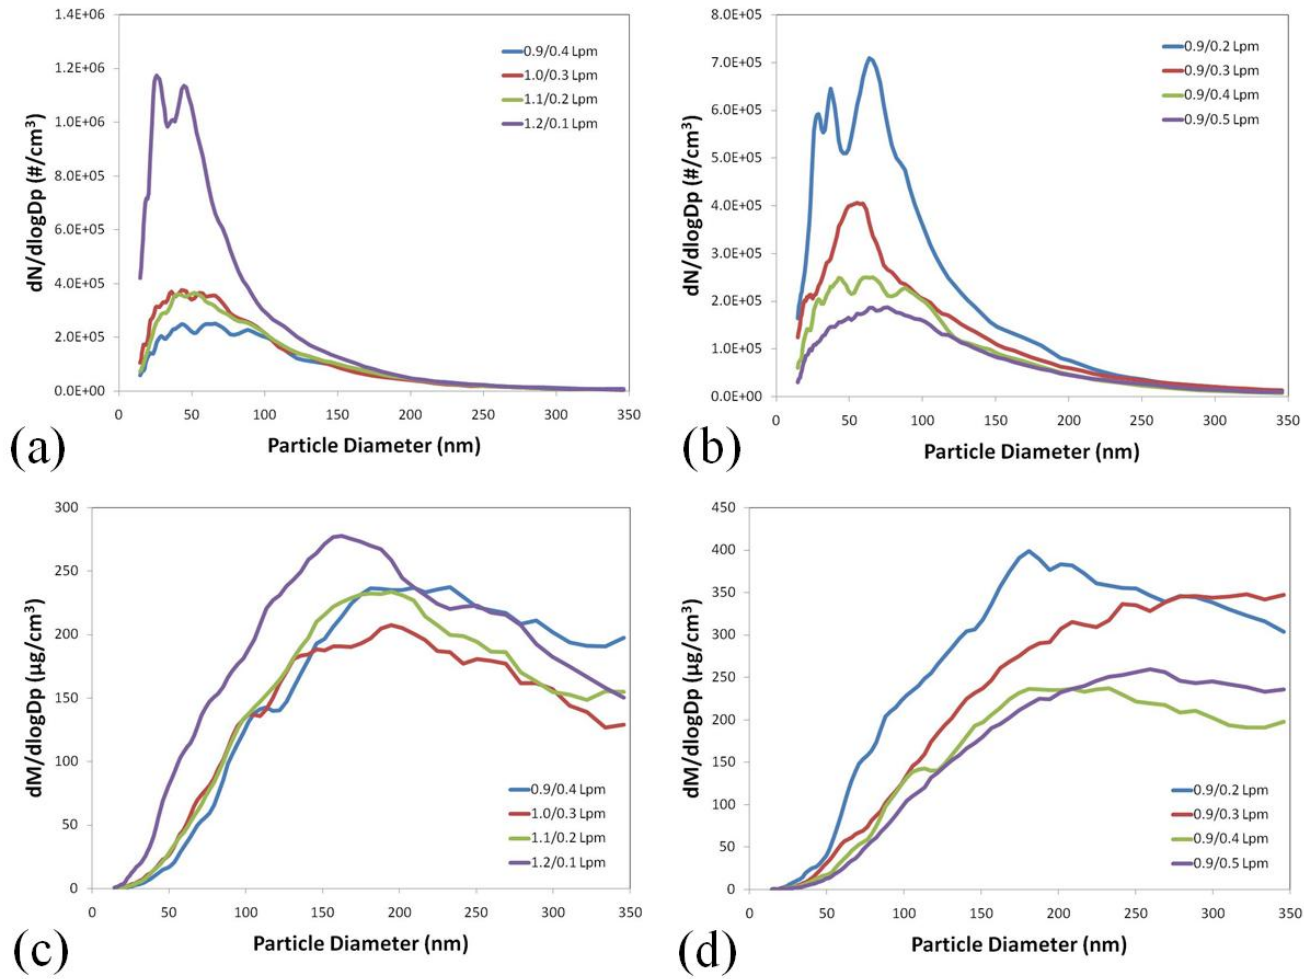 1.4E+06
1.2E+06
1.0E+06
8.0E+05
6.0E+05
4.0E+05
2.0E+05
0.0E+00
dN/dlogDp (#/cm³)
0 50 100 150 200 250 300 350
Particle Diameter (nm)
0.9/0.4 Lpm
1.0/0.3 Lpm
1.1/0.2 Lpm
1.2/0.1 Lpm
(a)
8.0E+05
7.0E+05
6.0E+05
5.0E+05
4.0E+05
3.0E+05
2.0E+05
1.0E+05
0.0E+00
dN/dlogDp (#/cm³)
0 50 100 150 200 250 300 350
Particle Diameter (nm)
0.9/0.2 Lpm
0.9/0.3 Lpm
0.9/0.4 Lpm
0.9/0.5 Lpm
(b)
300
250
200
150
100
50
0
dM/dlogDp (µg/cm³)
0 50 100 150 200 250 300 350
Particle Diameter (nm)
0.9/0.4 Lpm
1.0/0.3 Lpm
1.1/0.2 Lpm
1.2/0.1 Lpm
(c)
450
400
350
300
250
200
150
100
50
0
dM/dlogDp (µg/cm³)
0 50 100 150 200 250 300 350
Particle Diameter (nm)
0.9/0.2 Lpm
0.9/0.3 Lpm
0.9/0.4 Lpm
0.9/0.5 Lpm
(d)